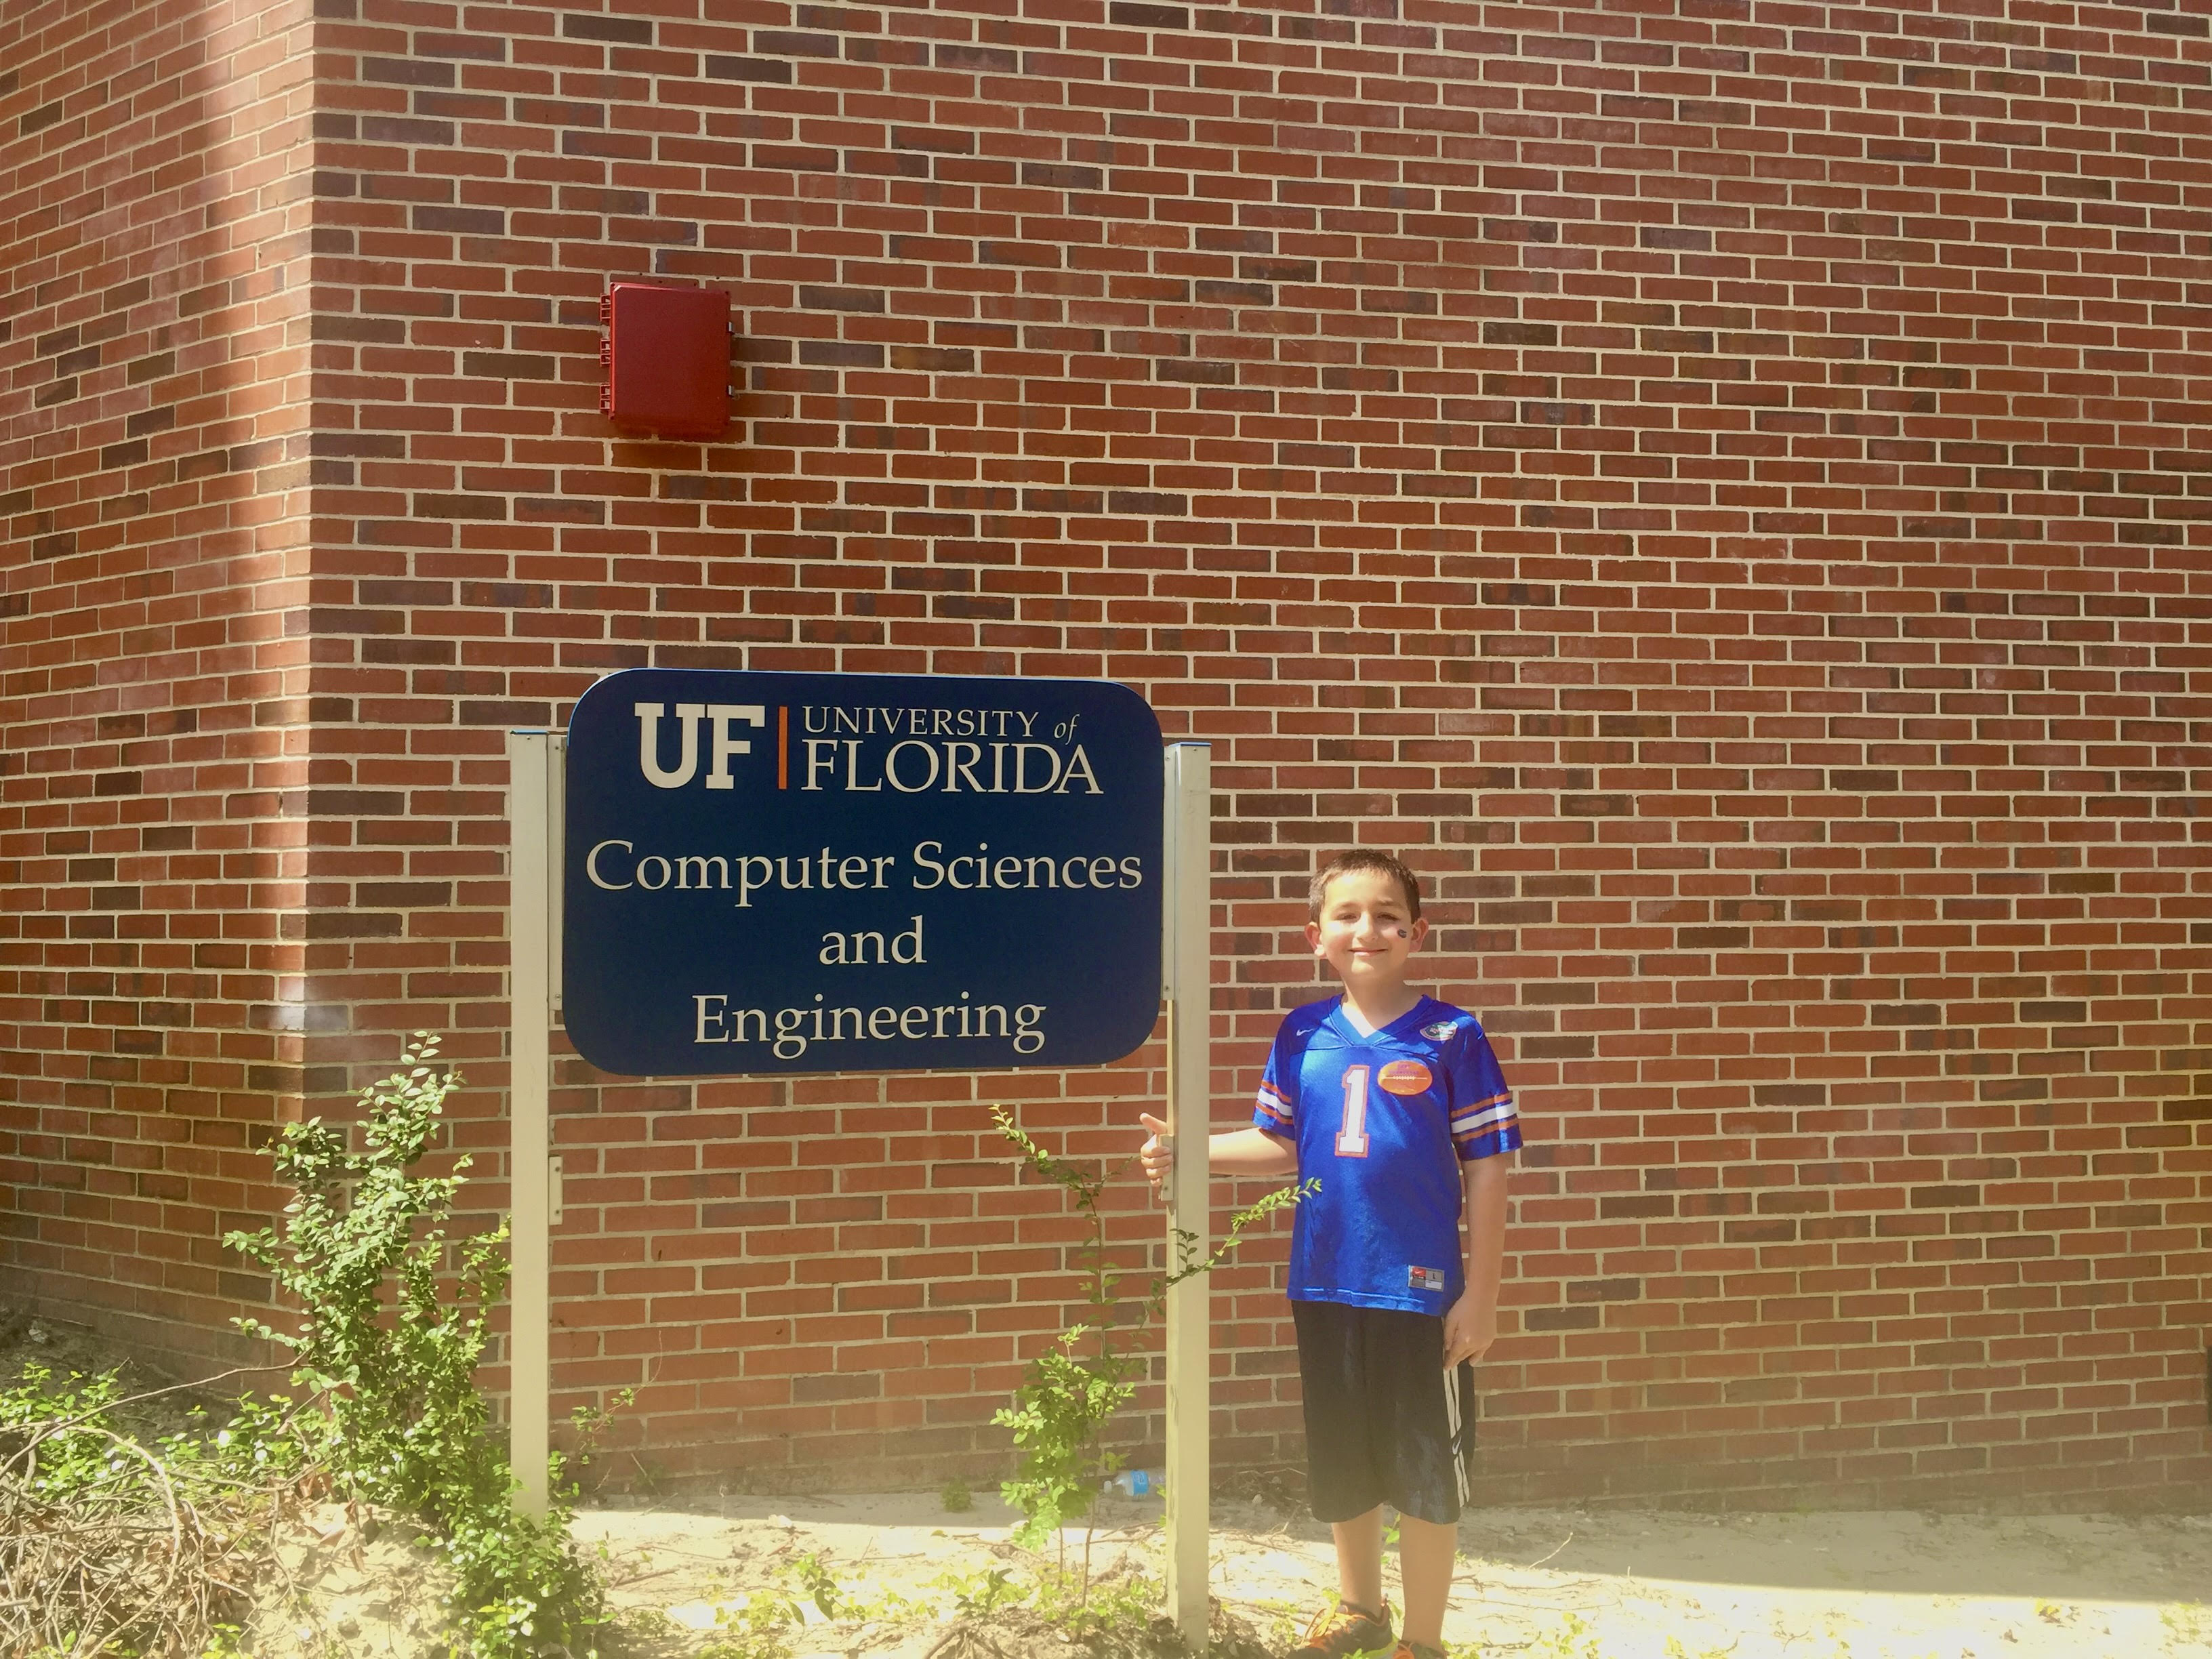 UF | UNIVERSITY of
FLORIDA
Computer Sciences
and
Engineering
1